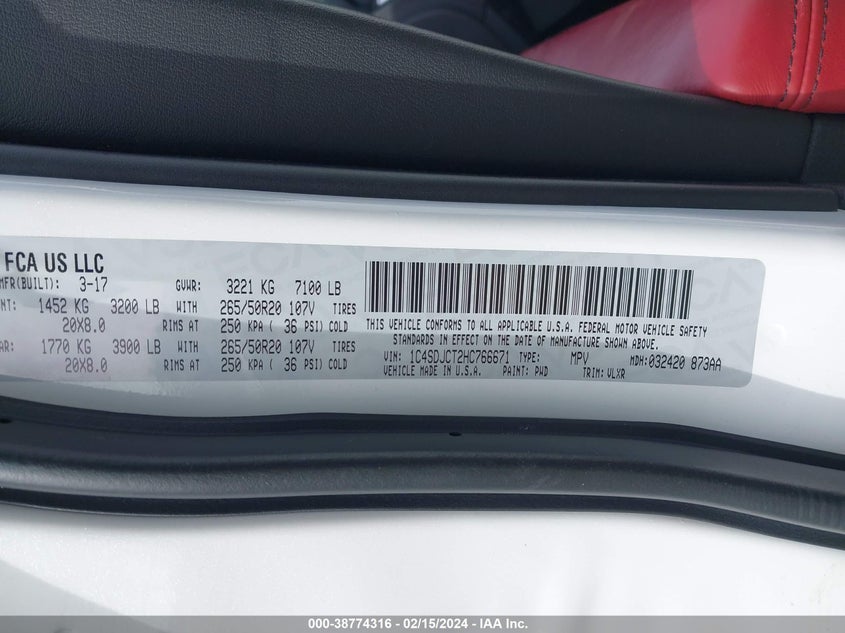 FCA US LLC
MFR(BUILT): 3-17 GVWR: 3221 KG 7100 LB
NT: 1452 KG 3200 LB WITH 265/50R20 107V TIRES
20X8.0 RIMS AT 250 KPA ( 36 PSI) COLD
AR: 1770 KG 3900 LB WITH 265/50R20 107V TIRES
20X8.0 RIMS AT 250 KPA ( 36 PSI) COLD
THIS VEHICLE CONFORMS TO ALL APPLICABLE U.S.A. FEDERAL MOTOR VEHICLE SAFETY
STANDARDS IN EFFECT ON THE DATE OF MANUFACTURE SHOWN ABOVE.
VIN: 1C4SDJCT2HC766671 TYPE: MPV MDH:032420 873AA
VEHICLE MADE IN U.S.A. PAINT: PWD TRIM: VLXR
000-38774316 - 02/15/2024 - IAA Inc.